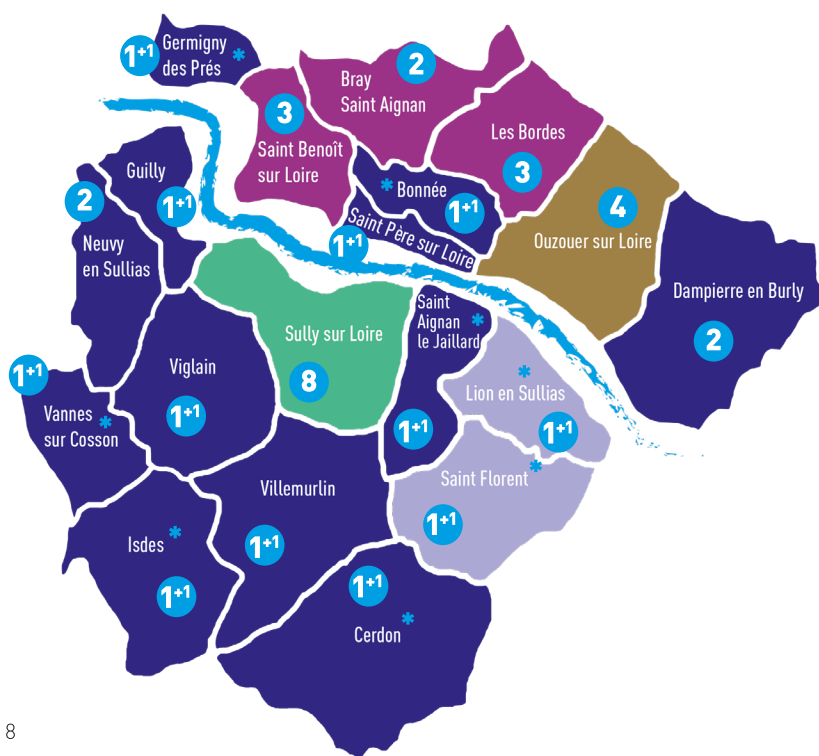 1+1
Germigny *
des Prés
3
Saint Benoît
sur Loire
2
Bray
Saint Aignan
Les Bordes
3
Guilly
1+1
* Bonnée
1+1
Saint Père sur Loire
1+1
4
Ouzouer sur Loire
2
Neuvy
en Sullias
Dampierre en Burly
2
Sully sur Loire
8
Saint
Aignan *
le Jaillard
1+1
Viglain
1+1
*
Lion en Sullias
1+1
1+1
Vannes *
sur Cosson
Saint Florent *
1+1
Villemurlin
1+1
Isdes *
1+1
1+1
Cerdon *
8